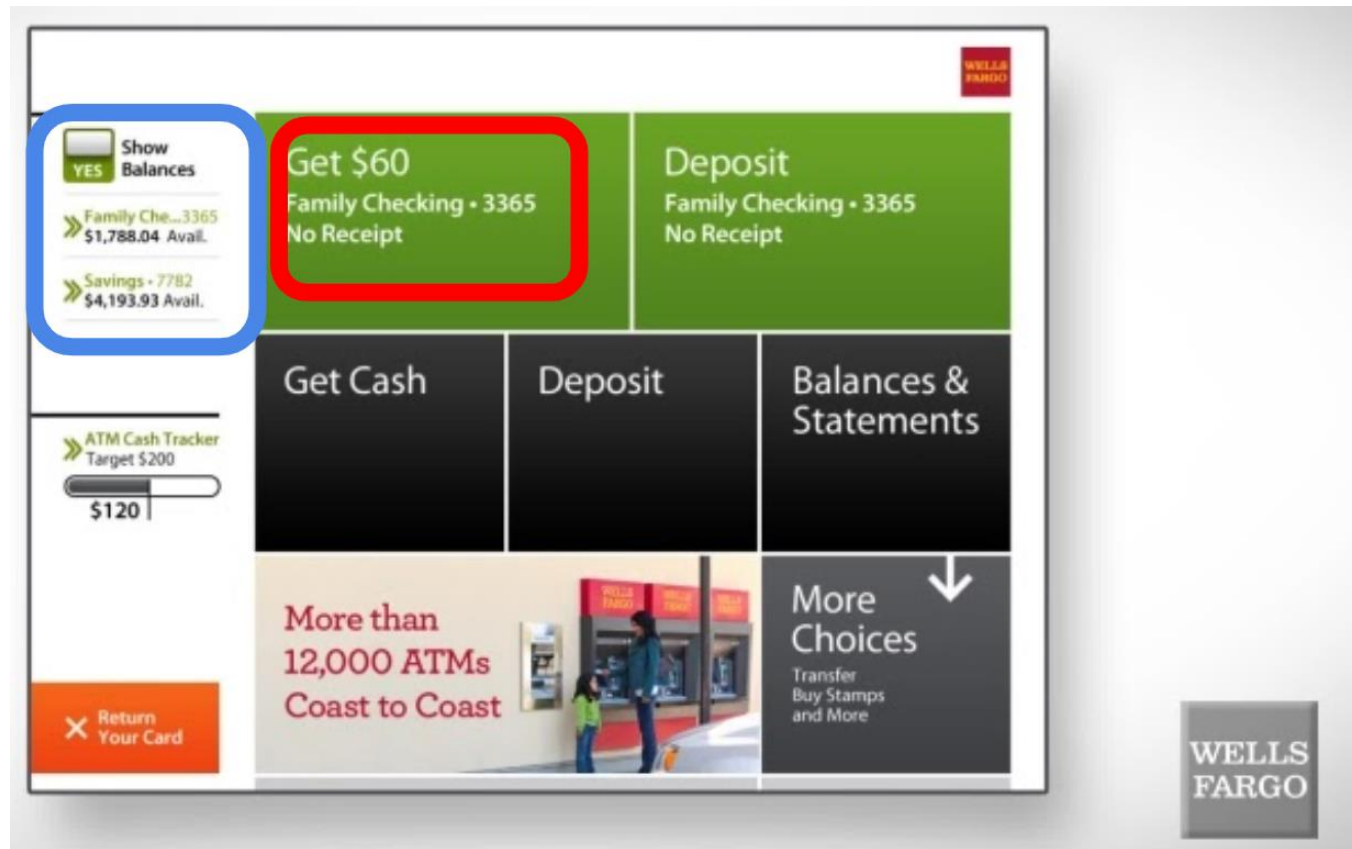 WELLS
FARGO
YES
Show
Balances
Family Che...3365
$1,788.04 Avail.
Savings • 7782
$4,193.93 Avail.
ATM Cash Tracker
Target $200
$120
× Return
Your Card
Get $60
Family Checking • 3365
No Receipt
Deposit
Family Checking • 3365
No Receipt
Get Cash
Deposit
Balances &
Statements
More than
12,000 ATMs
Coast to Coast
More
Choices
Transfer
Buy Stamps
and More
WELLS
FARGO